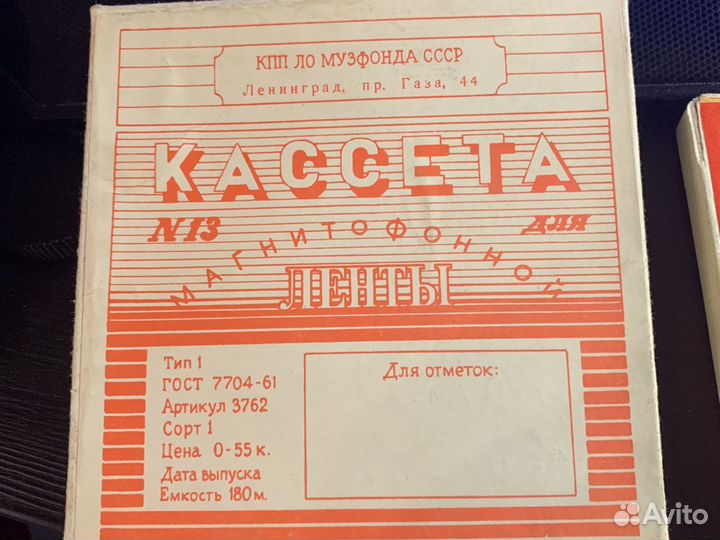 КПП ЛО МУЗФОНДА СССР
Ленинград, пр. Газа, 44
КАССЕТА
N13 для
МАГНИТОФОННОЙ
ЛЕНТЫ
Тип 1
ГОСТ 7704-61
Артикул 3762
Сорт 1
Цена 0-55 к.
Дата выпуска
Емкость 180 м.
Для отметок:
Avito